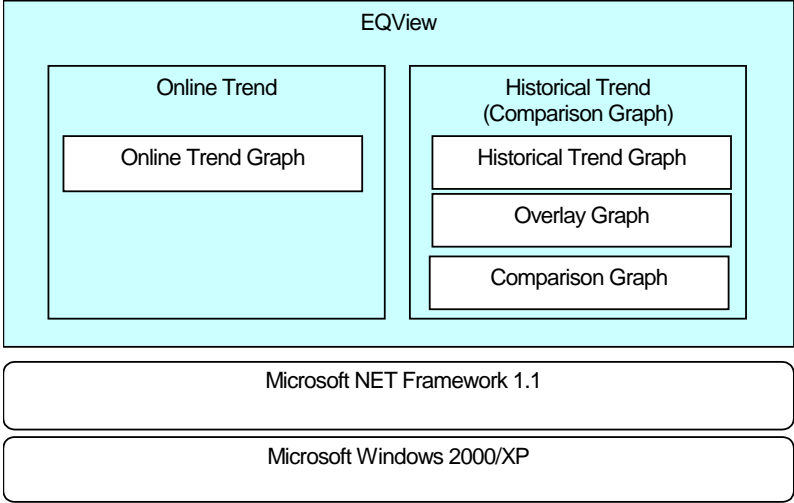 EQView
Online Trend
Online Trend Graph
Historical Trend
(Comparison Graph)
Historical Trend Graph
Overlay Graph
Comparison Graph
Microsoft NET Framework 1.1
Microsoft Windows 2000/XP